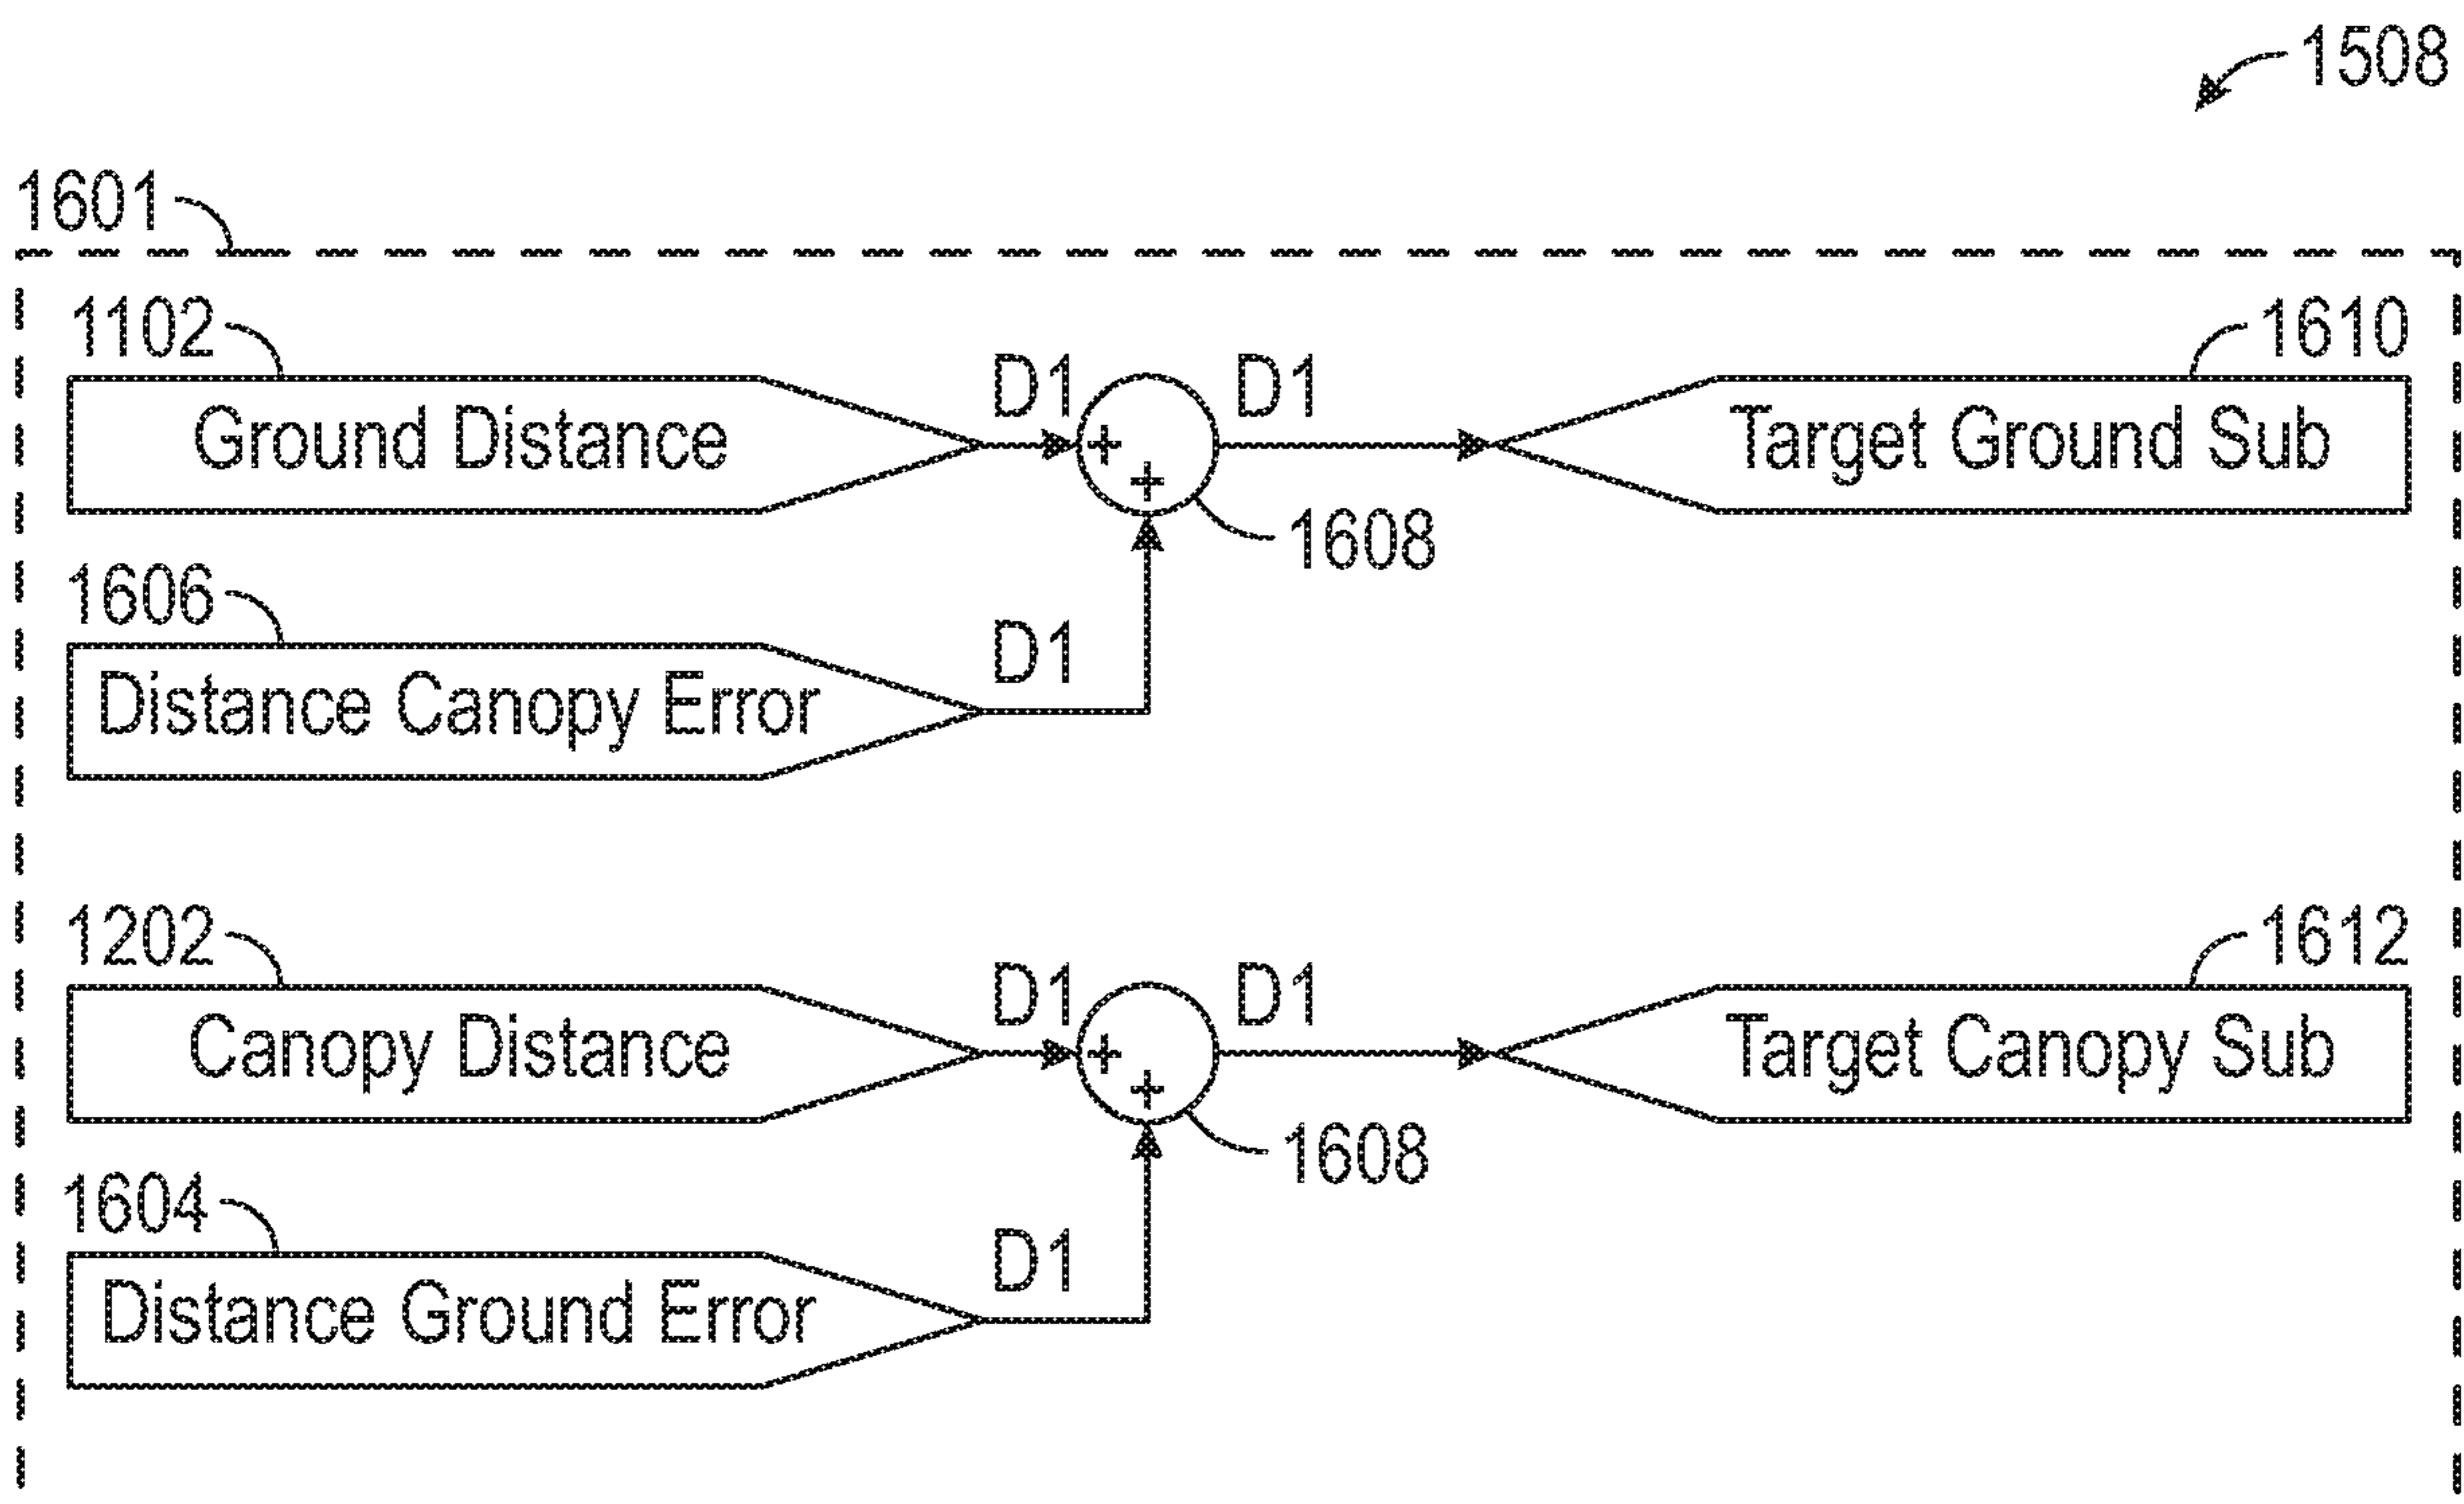 1508
1601
1102
D1
D1
1610
Ground Distance
+
+
Target Ground Sub
1608
1606
D1
Distance Canopy Error
1202
D1
D1
1612
Canopy Distance
+
+
Target Canopy Sub
1608
1604
D1
Distance Ground Error